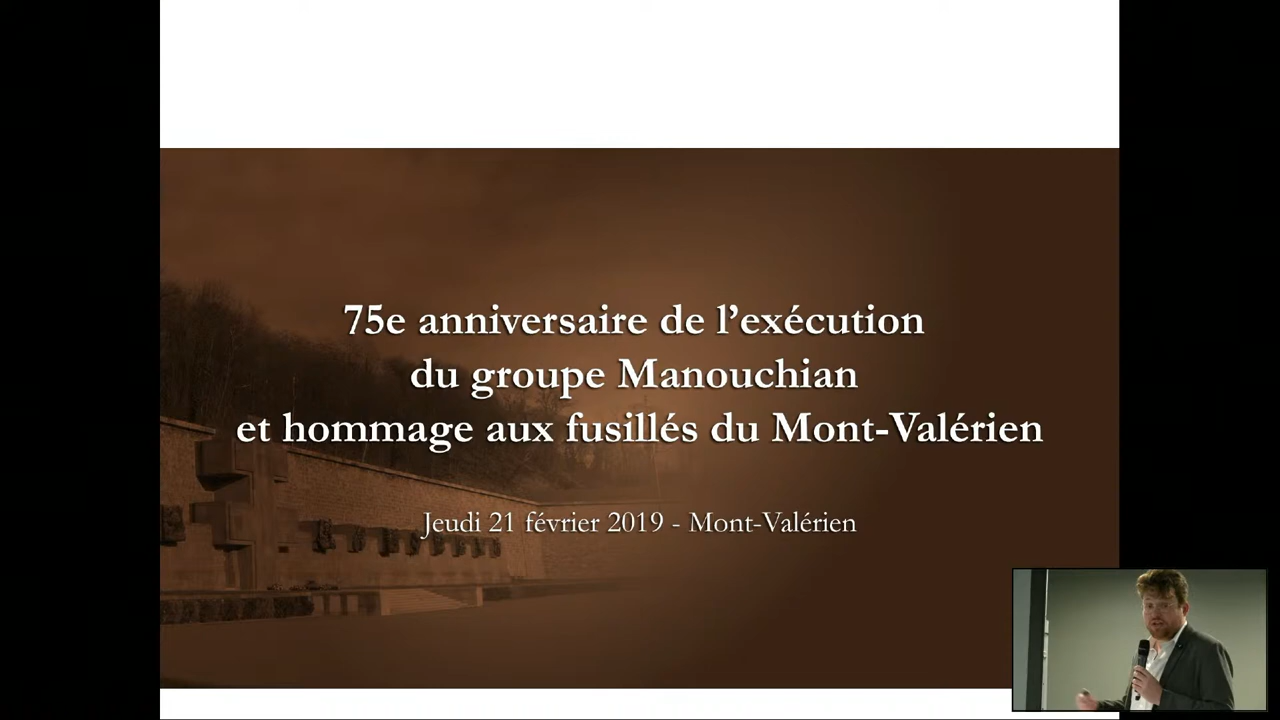 75e anniversaire de l’exécution
du groupe Manouchian
et hommage aux fusillés du Mont-Valérien
Jeudi 21 février 2019 - Mont-Valérien